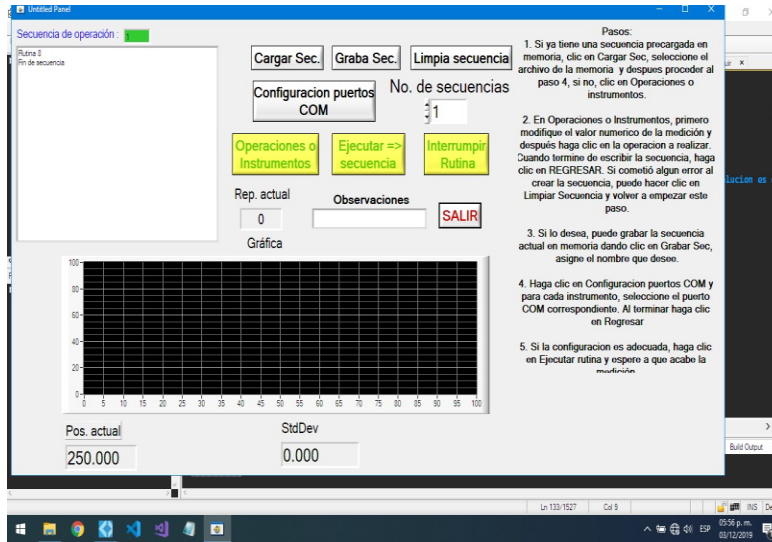 Untitled Panel
Secuencia de operación : 1
Rutina 8
Fin de secuencia
Cargar Sec.
Graba Sec.
Limpia secuencia
Configuracion puertos
COM
No. de secuencias
1
Operaciones o
Instrumentos
Ejecutar =>
secuencia
Interrumpir
Rutina
Rep. actual
0
Observaciones
SALIR
Gráfica
100
80
60
40
20
0
0 5 10 15 20 25 30 35 40 45 50 55 60 65 70 75 80 85 90 95 100
Pos. actual
250.000
StdDev
0.000
Pasos:
1. Si ya tiene una secuencia precargada en
memoria, clic en Cargar Sec, seleccione el
archivo de la memoria y despues proceder al
paso 4, si no, clic en Operaciones o
instrumentos.
2. En Operaciones o Instrumentos, primero
modifique el valor numerico de la medición y
después haga clic en la operacion a realizar.
Cuando termine de escribir la secuencia, haga
clic en REGRESAR. Si cometió algun error al
crear la secuencia, puede hacer clic en
Limpiar Secuencia y volver a empezar este
paso.
3. Si lo desea, puede grabar la secuencia
actual en memoria dando clic en Grabar Sec,
asigne el nombre que desee.
4. Haga clic en Configuracion puertos COM y
para cada instrumento, seleccione el puerto
COM correspondiente. Al terminar haga clic
en Regresar
5. Si la configuracion es adecuada, haga clic
en Ejecutar rutina y espere a que acabe la
medición
olucion es
Build Output
Ln 133/1527 Col 9 INS
ESP
05:56 p. m.
03/12/2019